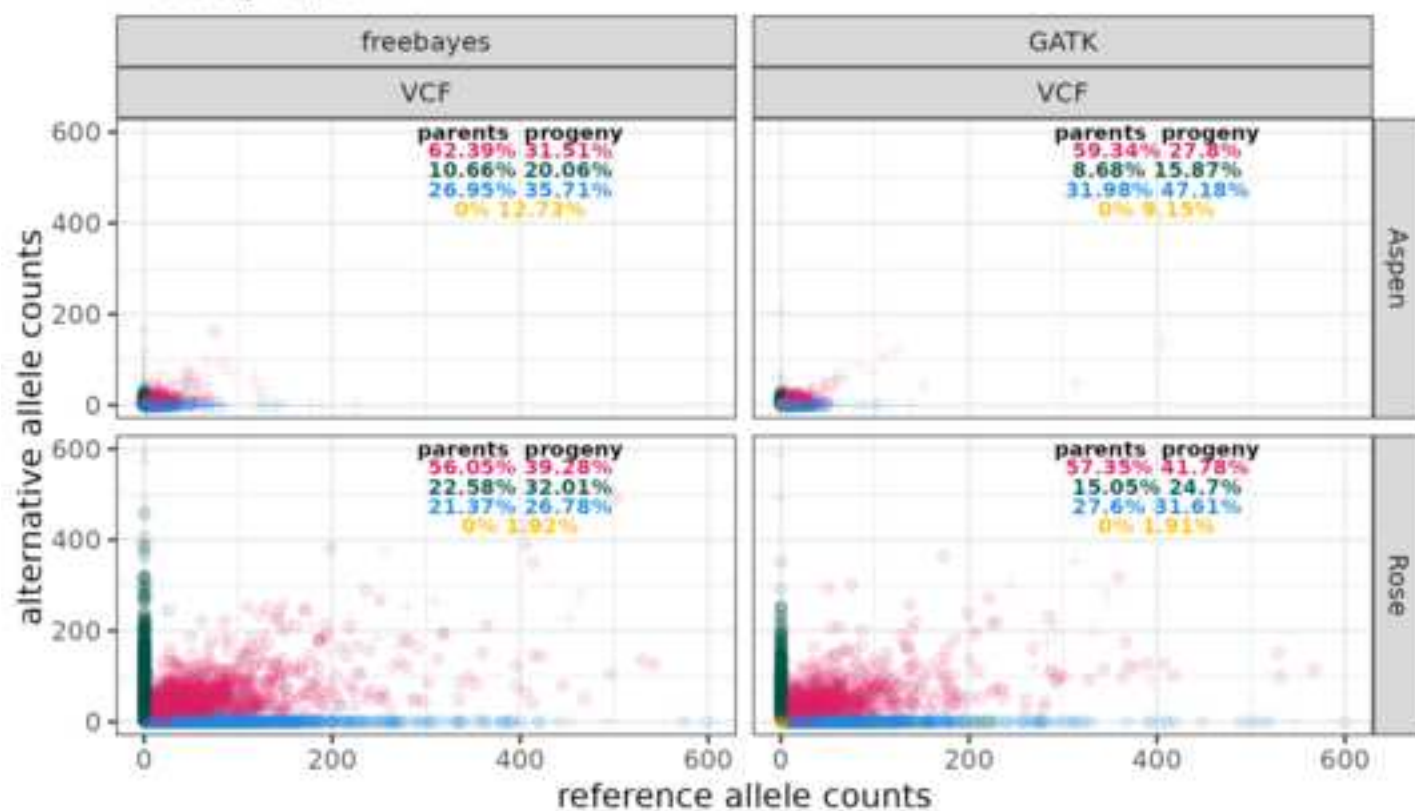 freebayes
GATK
VCF
VCF
600
400
200
0
parents progeny
62.39% 31.51%
10.66% 20.06%
26.95% 35.71%
0% 12.73%
parents progeny
59.34% 27.8%
8.68% 15.87%
31.98% 47.18%
0% 9.15%
Aspen
600
400
200
0
parents progeny
56.05% 39.28%
22.58% 32.01%
21.37% 26.78%
0% 1.92%
parents progeny
57.35% 41.78%
15.05% 24.7%
27.6% 31.61%
0% 1.91%
Rose
alternative allele counts
0 200 400 600
0 200 400 600
reference allele counts